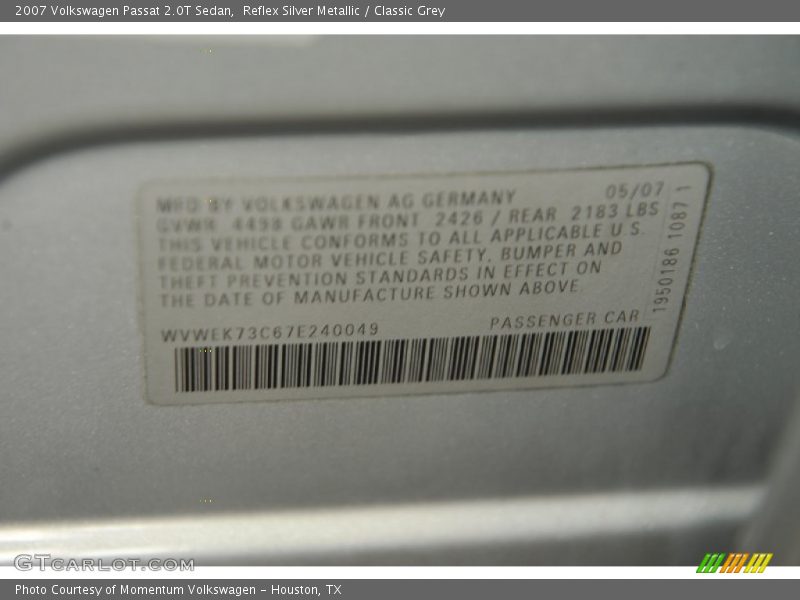 2007 Volkswagen Passat 2.0T Sedan,  Reflex Silver Metallic / Classic Grey
MFD BY VOLKSWAGEN AG GERMANY 05/07
GVWR 4498 GAWR FRONT 2426 / REAR 2183 LBS
THIS VEHICLE CONFORMS TO ALL APPLICABLE U S.
FEDERAL MOTOR VEHICLE SAFETY, BUMPER AND
THEFT PREVENTION STANDARDS IN EFFECT ON
THE DATE OF MANUFACTURE SHOWN ABOVE
1950186 1087 1
WVWEK73C67E240049 PASSENGER CAR
GTCARLOT.COM
Photo Courtesy of Momentum Volkswagen - Houston, TX